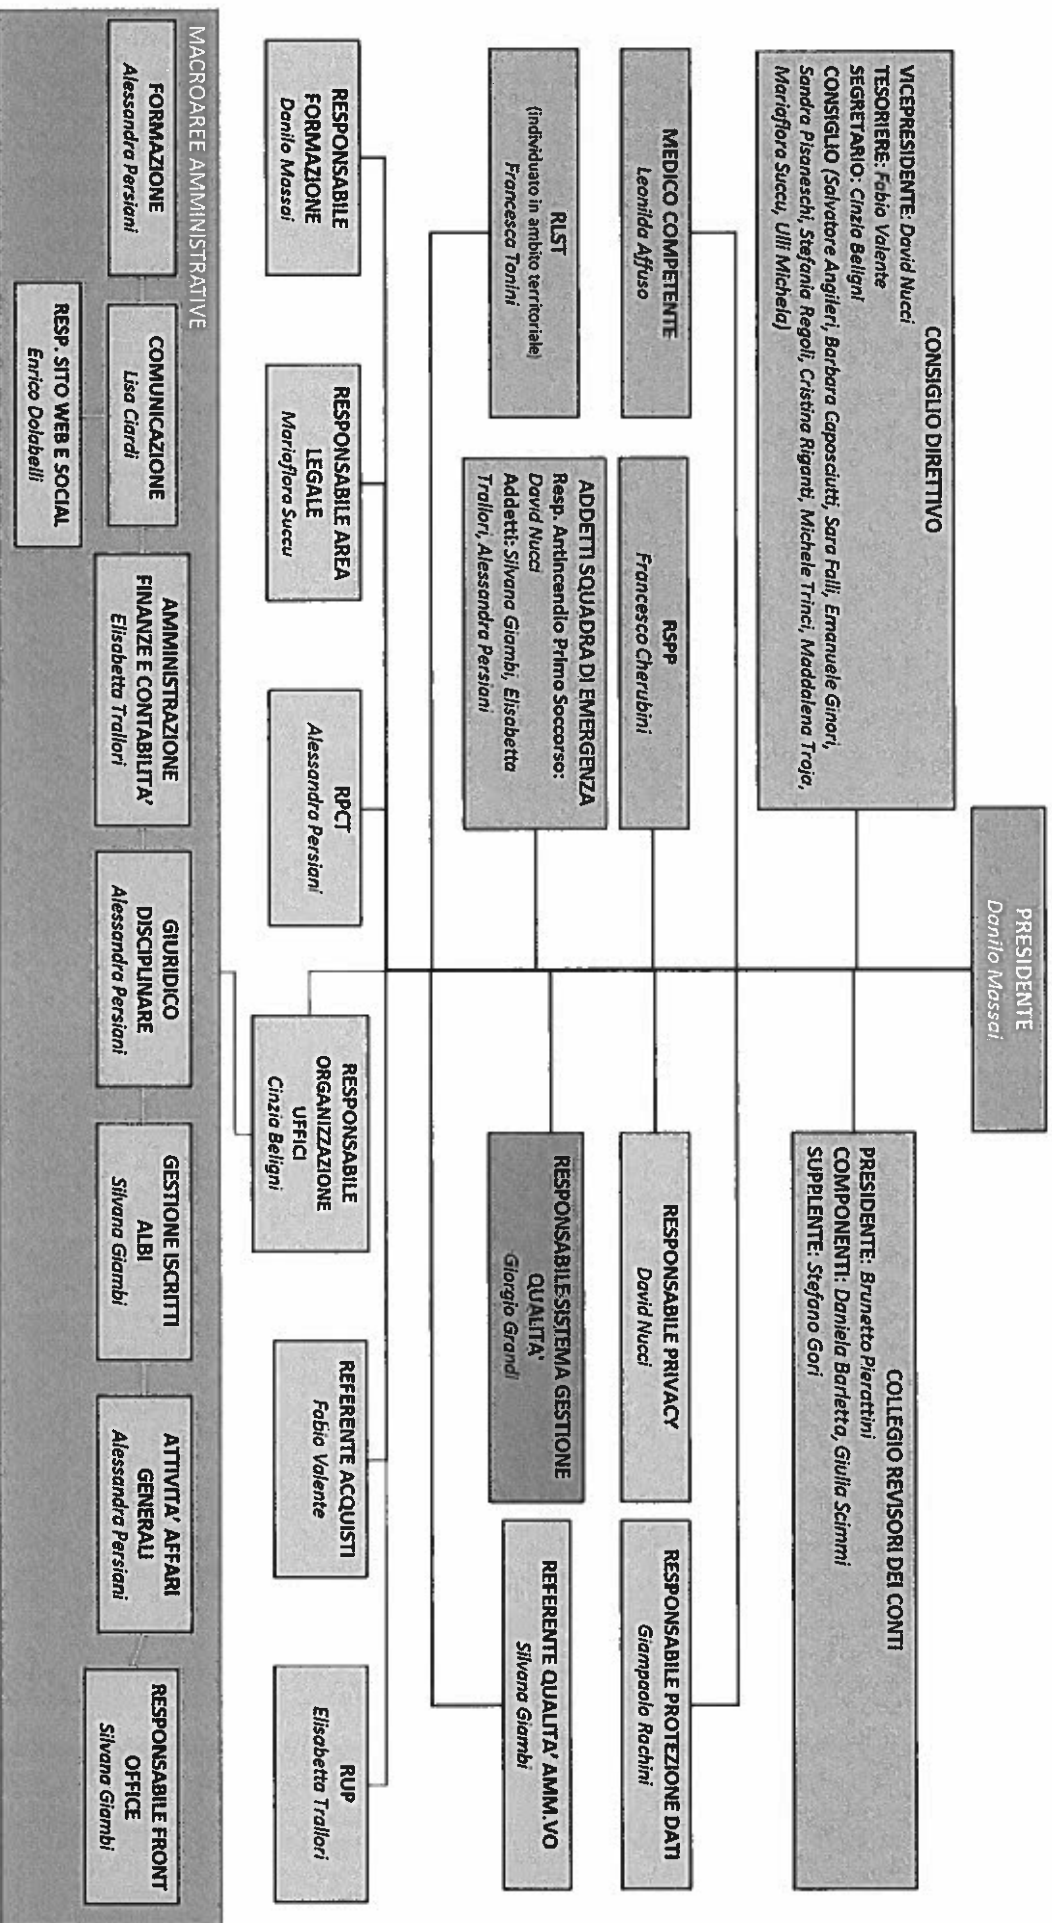 PRESIDENTE
Danilo Massai
CONSIGLIO DIRETTIVO
VICEPRESIDENTE: David Nucci
TESORIERE: Fabio Valente
SEGRETARIO: Cinzia Beligni
CONSIGLIO (Salvatore Angileri, Barbara Caposciutti, Sara Falli, Emanuele Ginori,
Sandra Pisaneschi, Stefania Regoli, Cristina Riganti, Michele Trinci, Maddalena Troja,
Mariaflora Succu, Ulli Michela)
COLLEGIO REVISORI DEI CONTI
PRESIDENTE: Brunetto Pierattini
COMPONENTI: Daniela Barletta, Giulia Scimmi
SUPPLENTE: Stefano Gori
MEDICO COMPETENTE
Leonilda Affuso
RSPP
Francesco Cherubini
RESPONSABILE PRIVACY
David Nucci
RESPONSABILE PROTEZIONE DATI
Giampaolo Rachini
RLST
(individuato in ambito territoriale)
Francesca Tonini
ADDETTI SQUADRA DI EMERGENZA
Resp. Antincendio Primo Soccorso:
David Nucci
Addetti: Silvana Giambi, Elisabetta
Trallori, Alessandra Persiani
RESPONSABILE SISTEMA GESTIONE
QUALITA'
Giorgio Grandi
REFERENTE QUALITA' AMM.VO
Silvana Giambi
RESPONSABILE
FORMAZIONE
Danilo Massai
RESPONSABILE AREA
LEGALE
Mariaflora Succu
RPCT
Alessandra Persiani
RESPONSABILE
ORGANIZZAZIONE
UFFICI
Cinzia Beligni
REFERENTE ACQUISTI
Fabio Valente
RUP
Elisabetta Trallori
MACROAREE AMMINISTRATIVE
FORMAZIONE
Alessandra Persiani
COMUNICAZIONE
Lisa Ciardi
AMMINISTRAZIONE
FINANZE E CONTABILITA'
Elisabetta Trallori
GIURIDICO
DISCIPLINARE
Alessandra Persiani
GESTIONE ISCRITTI
ALBI
Silvana Giambi
ATTIVITA' AFFARI
GENERALI
Alessandra Persiani
RESPONSABILE FRONT
OFFICE
Silvana Giambi
RESP. SITO WEB E SOCIAL
Enrico Dolabelli